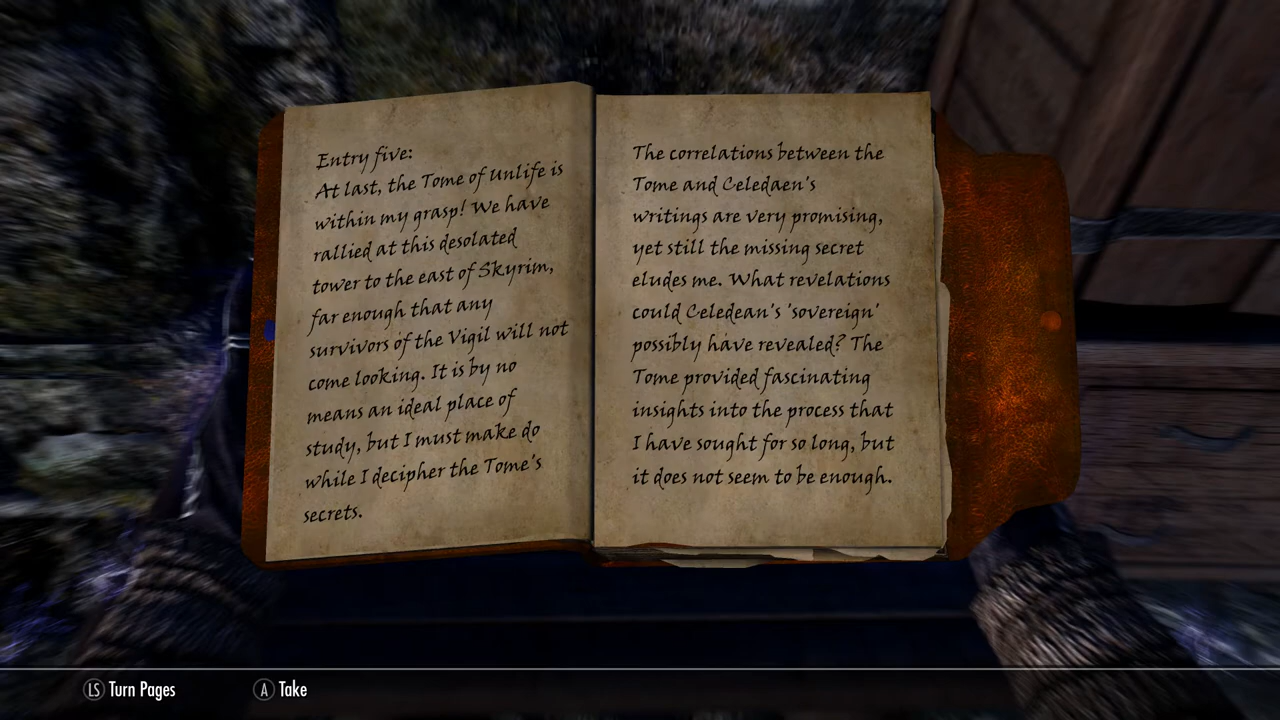 Entry five:
At last, the Tome of Unlife is
within my grasp! We have
rallied at this desolated
tower to the east of Skyrim,
far enough that any
survivors of the Vigil will not
come looking. It is by no
means an ideal place of
study, but I must make do
while I decipher the Tome's
secrets.
The correlations between the
Tome and Celedaen's
writings are very promising,
yet still the missing secret
eludes me. What revelations
could Celedean's 'sovereign'
possibly have revealed? The
Tome provided fascinating
insights into the process that
I have sought for so long, but
it does not seem to be enough.
LS Turn Pages
A Take